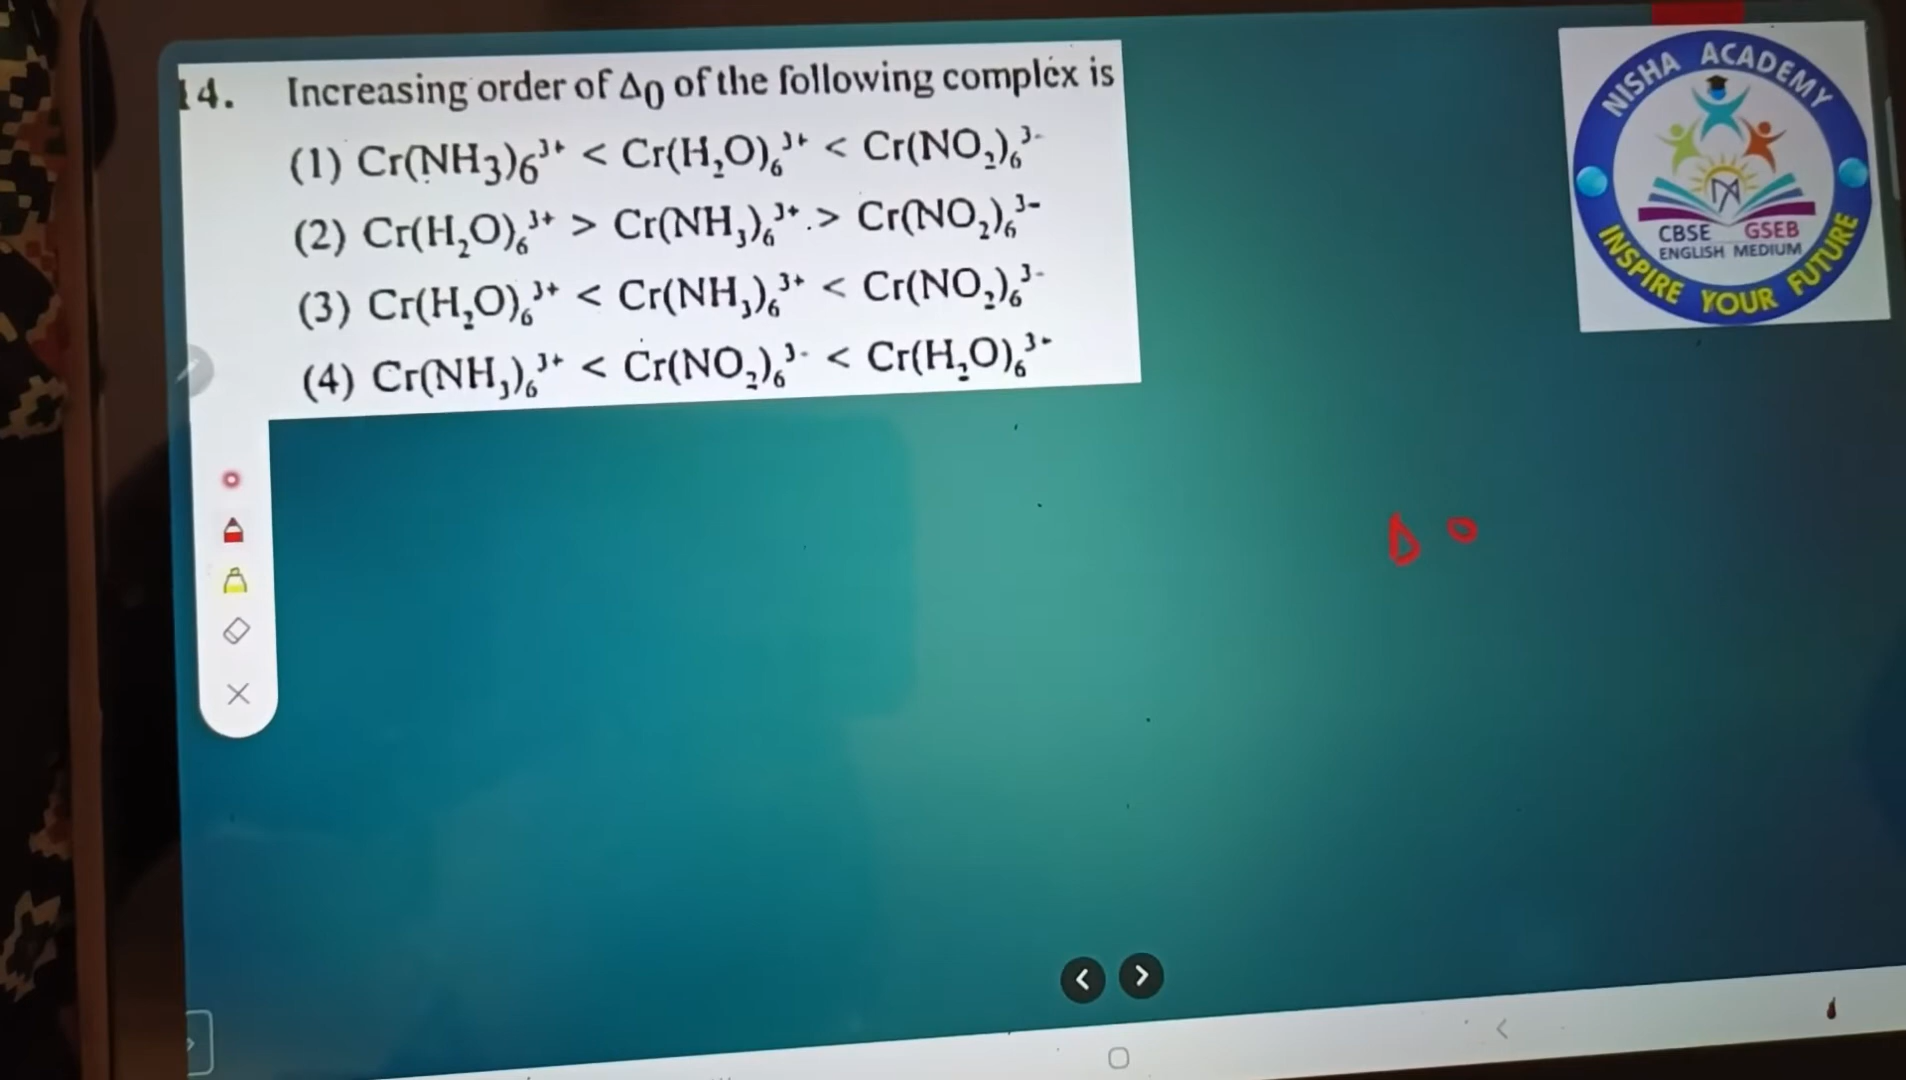 14. Increasing order of Δ0 of the following complex is
(1) Cr(NH3)6³⁺ < Cr(H₂O)₆³⁺ < Cr(NO₂)₆³⁻
(2) Cr(H₂O)₆³⁺ > Cr(NH₃)₆³⁺ > Cr(NO₂)₆³⁻
(3) Cr(H₂O)₆³⁺ < Cr(NH₃)₆³⁺ < Cr(NO₂)₆³⁻
(4) Cr(NH₃)₆³⁺ < Cr(NO₂)₆³⁻ < Cr(H₂O)₆³⁺
NISHA ACADEMY
CBSE GSEB
ENGLISH MEDIUM
INSPIRE YOUR FUTURE
Δ o